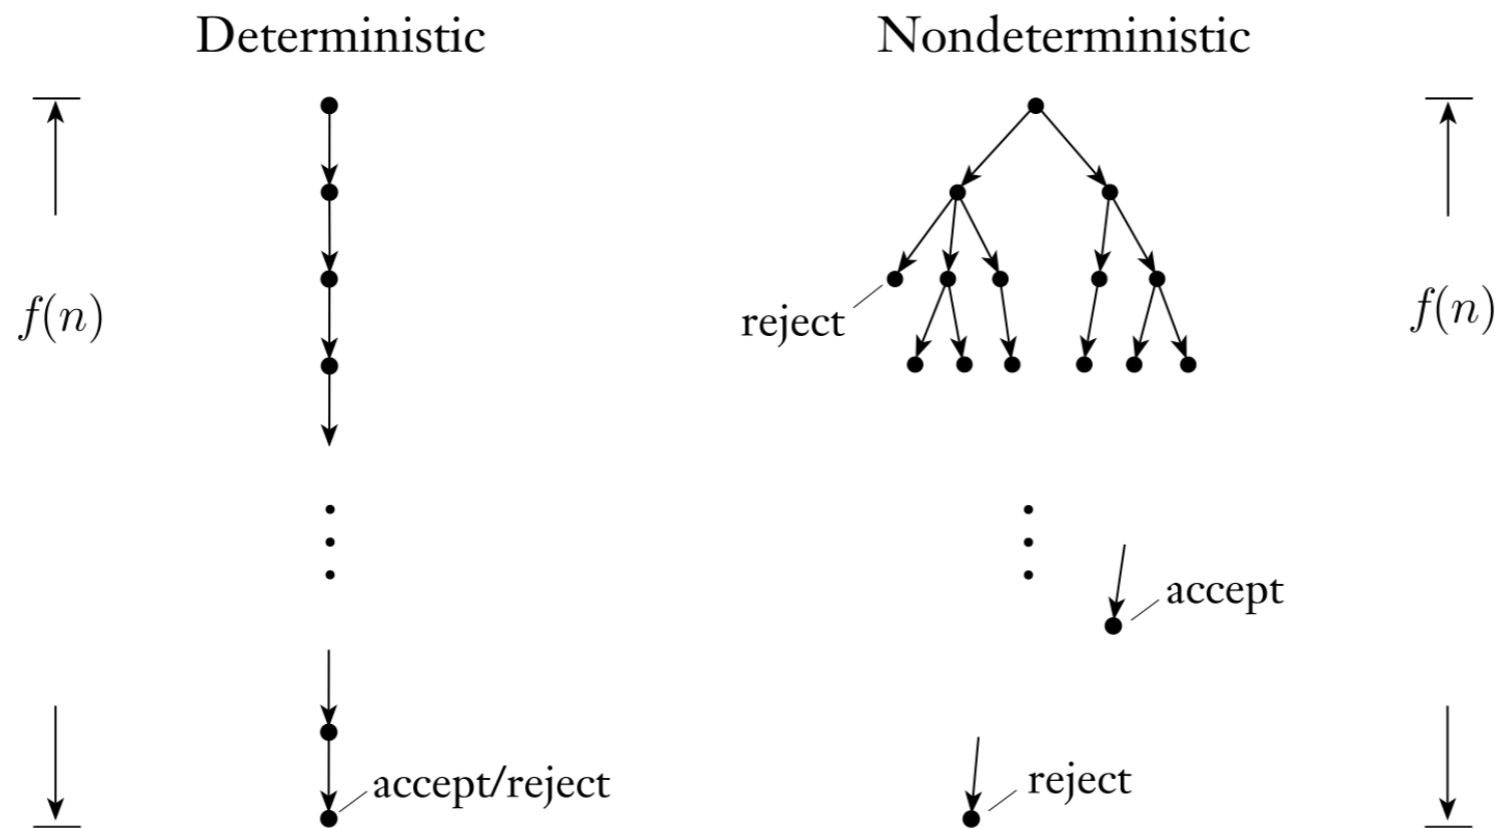 Deterministic
Nondeterministic
f(n)
f(n)
reject
accept
accept/reject
reject